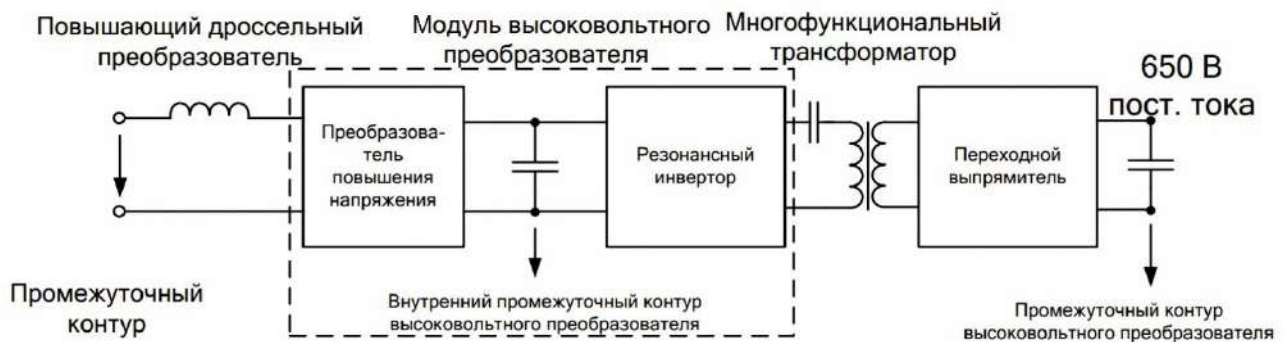 Повышающий дроссельный
преобразователь
Модуль высоковольтного
преобразователя
Многофункциональный
трансформатор
650 В
пост. тока
Преобразова-
тель
повышения
напряжения
Резонансный
инвертор
Переходной
выпрямитель
Промежуточный
контур
Внутренний промежуточный контур
высоковольтного преобразователя
Промежуточный контур
высоковольтного преобразователя